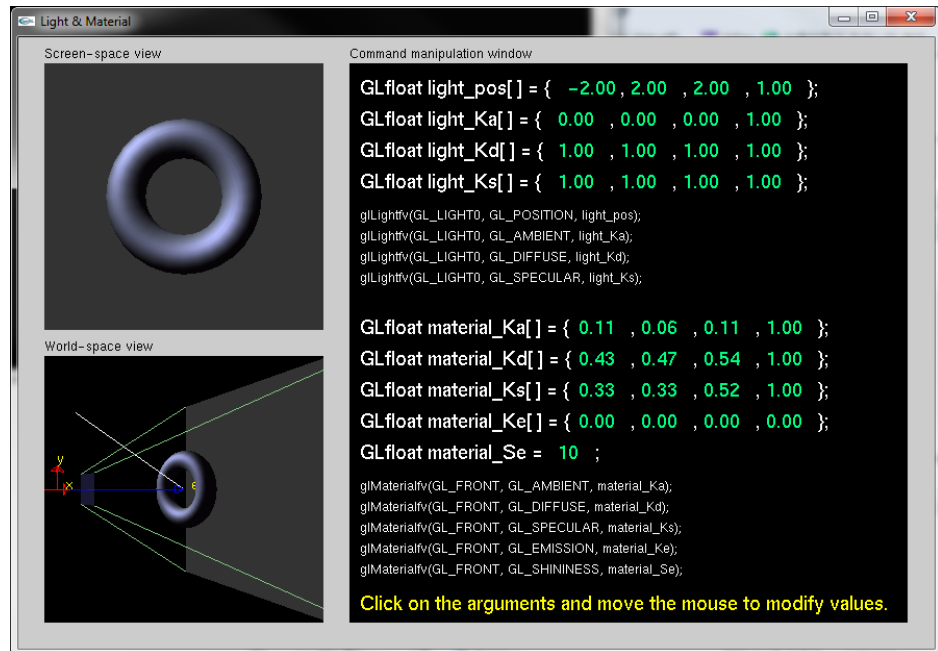 Light & Material
Screen-space view
Command manipulation window
GLfloat light_pos[ ] = { -2.00 , 2.00 , 2.00 , 1.00 };
GLfloat light_Ka[ ] = { 0.00 , 0.00 , 0.00 , 1.00 };
GLfloat light_Kd[ ] = { 1.00 , 1.00 , 1.00 , 1.00 };
GLfloat light_Ks[ ] = { 1.00 , 1.00 , 1.00 , 1.00 };
glLightfv(GL_LIGHT0, GL_POSITION, light_pos);
glLightfv(GL_LIGHT0, GL_AMBIENT, light_Ka);
glLightfv(GL_LIGHT0, GL_DIFFUSE, light_Kd);
glLightfv(GL_LIGHT0, GL_SPECULAR, light_Ks);
GLfloat material_Ka[ ] = { 0.11 , 0.06 , 0.11 , 1.00 };
GLfloat material_Kd[ ] = { 0.43 , 0.47 , 0.54 , 1.00 };
GLfloat material_Ks[ ] = { 0.33 , 0.33 , 0.52 , 1.00 };
GLfloat material_Ke[ ] = { 0.00 , 0.00 , 0.00 , 0.00 };
GLfloat material_Se = 10 ;
glMaterialfv(GL_FRONT, GL_AMBIENT, material_Ka);
glMaterialfv(GL_FRONT, GL_DIFFUSE, material_Kd);
glMaterialfv(GL_FRONT, GL_SPECULAR, material_Ks);
glMaterialfv(GL_FRONT, GL_EMISSION, material_Ke);
glMaterialfv(GL_FRONT, GL_SHININESS, material_Se);
Click on the arguments and move the mouse to modify values.
World-space view
y
x
e